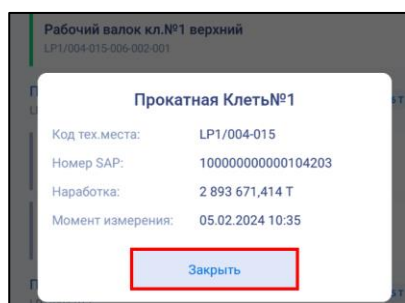 Рабочий валок кл.№1 верхний
LP1/004-015-006-002-001
Прокатная Клеть№1
Код тех.места: LP1/004-015
Номер SAP: 100000000000104203
Наработка: 2 893 671,414 Т
Момент измерения: 05.02.2024 10:35
Закрыть